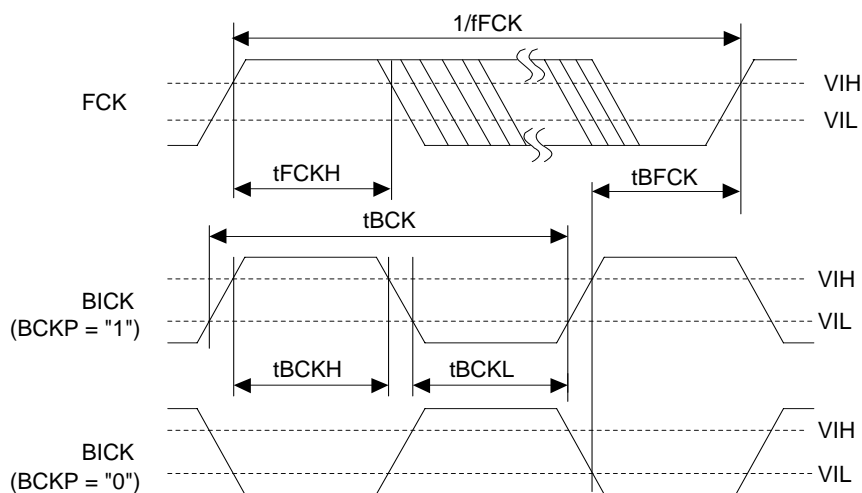 1/fFCK
FCK
VIH
VIL
tFCKH
tBFCK
tBCK
BICK
(BCKP = "1")
VIH
VIL
tBCKH
tBCKL
BICK
(BCKP = "0")
VIH
VIL